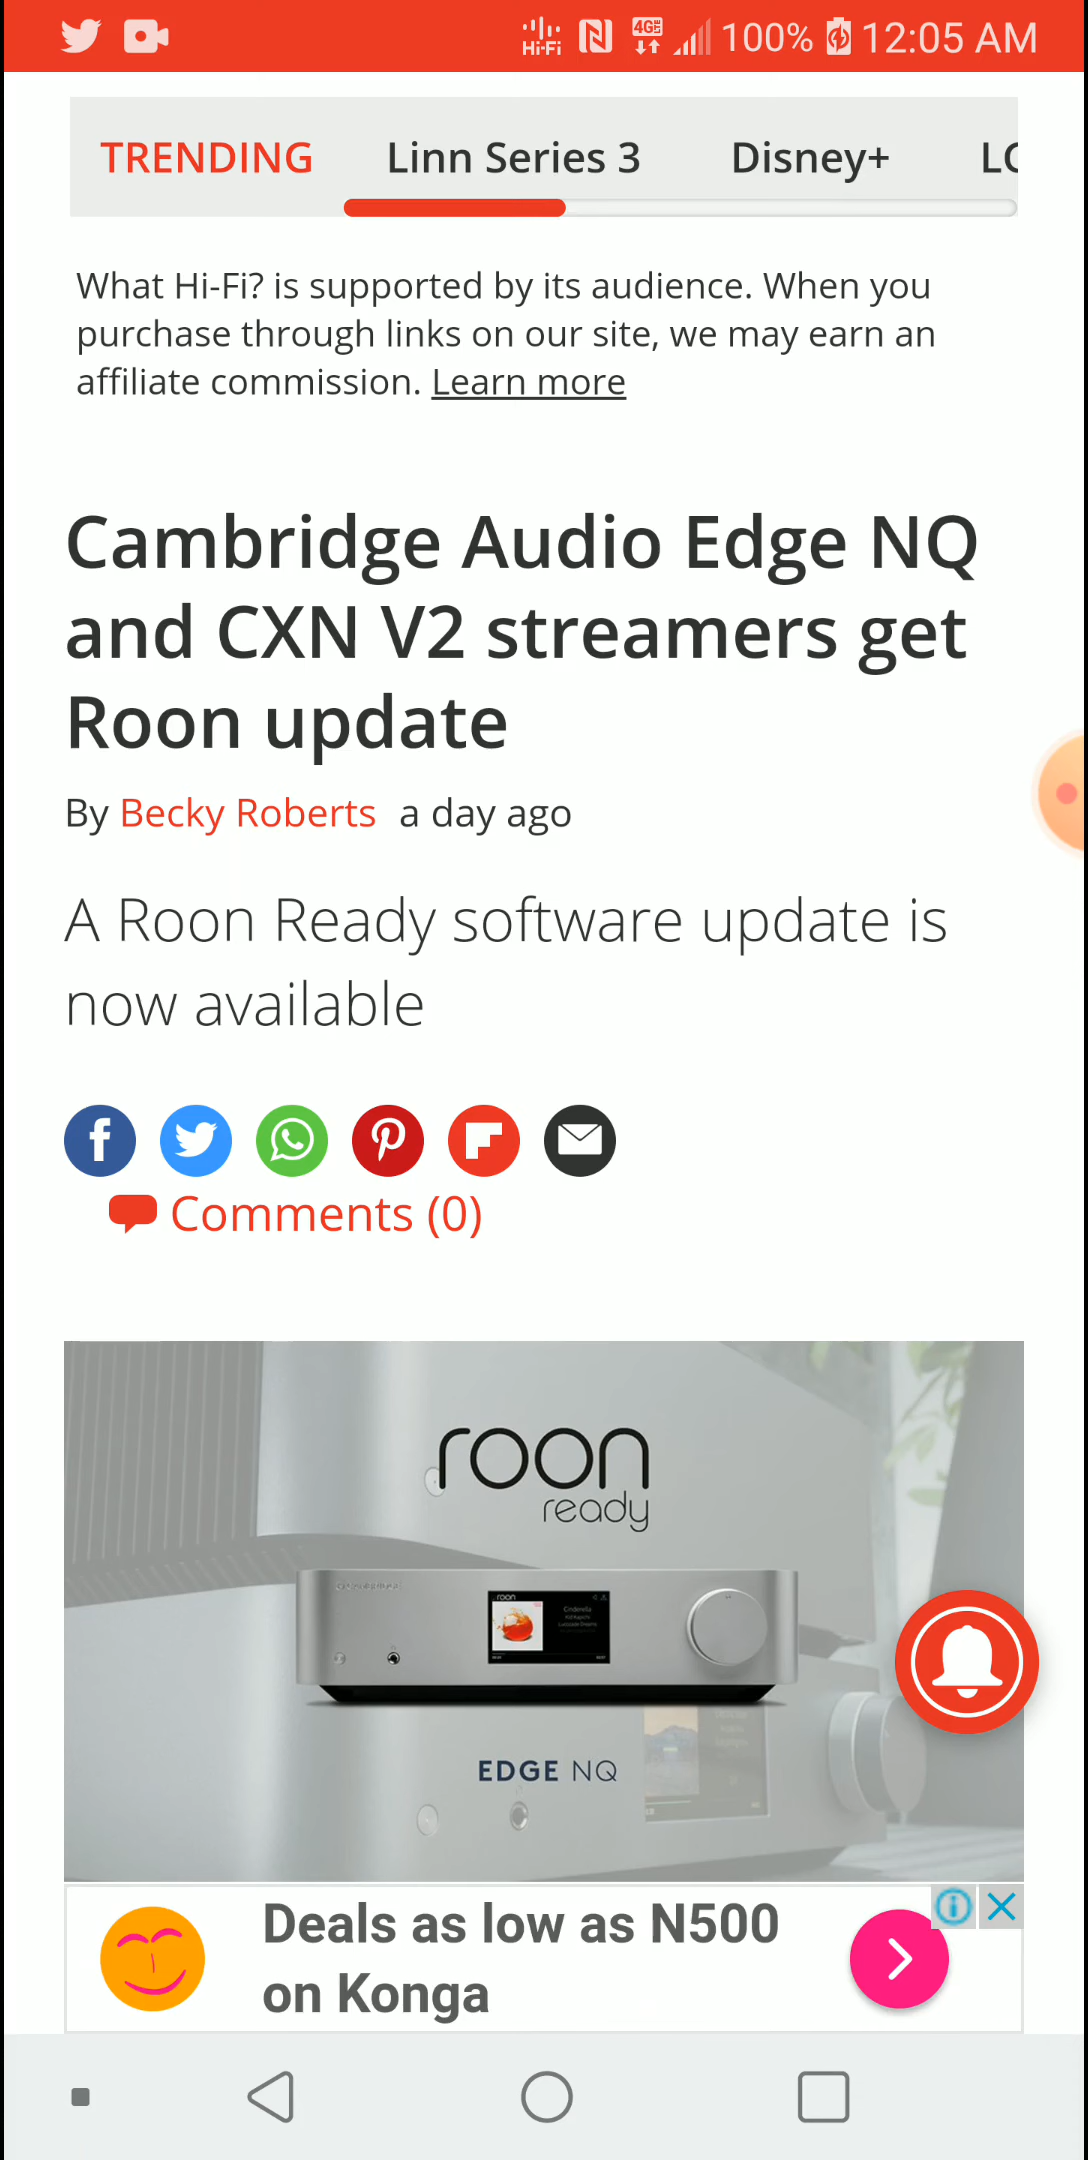 Hi-Fi 4GE 100% 12:05 AM
TRENDING Linn Series 3 Disney+
What Hi-Fi? is supported by its audience. When you
purchase through links on our site, we may earn an
affiliate commission. Learn more
Cambridge Audio Edge NQ
and CXN V2 streamers get
Roon update
By Becky Roberts a day ago
A Roon Ready software update is
now available
Comments (0)
roon
ready
roon
Cinderella
EDGE NQ
Deals as low as N500
on Konga